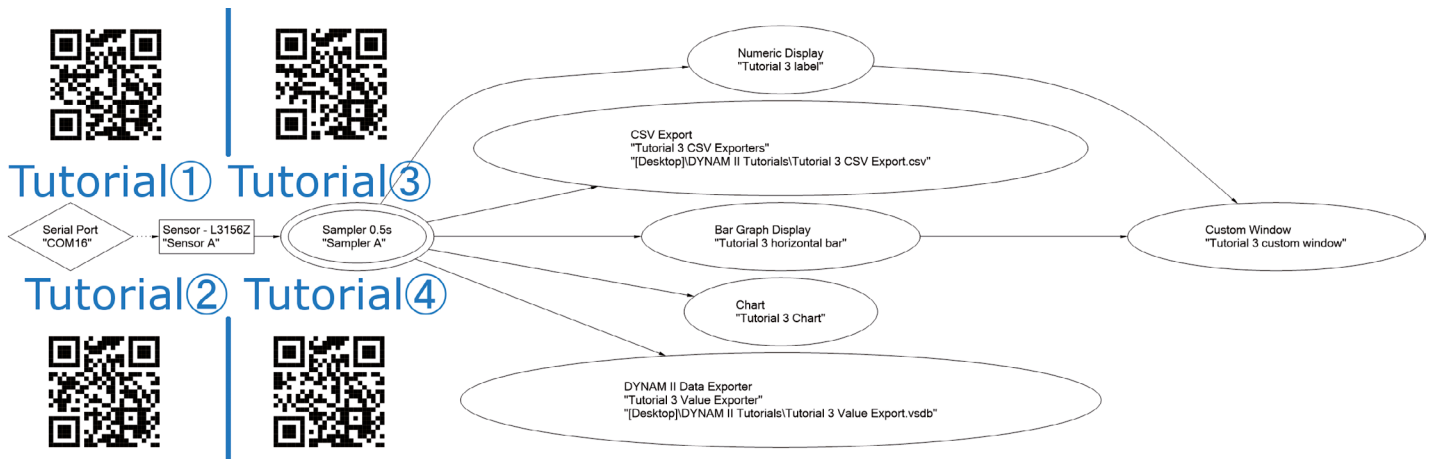 Tutorial①
Tutorial③
Numeric Display
"Tutorial 3 label"
CSV Export
"Tutorial 3 CSV Exporters"
"[Desktop]\DYNAM II Tutorials\Tutorial 3 CSV Export.csv"
Serial Port
"COM16"
Sensor - L3156Z
"Sensor A"
Sampler 0.5s
"Sampler A"
Bar Graph Display
"Tutorial 3 horizontal bar"
Custom Window
"Tutorial 3 custom window"
Tutorial②
Tutorial④
Chart
"Tutorial 3 Chart"
DYNAM II Data Exporter
"Tutorial 3 Value Exporter"
"[Desktop]\DYNAM II Tutorials\Tutorial 3 Value Export.vsdb"